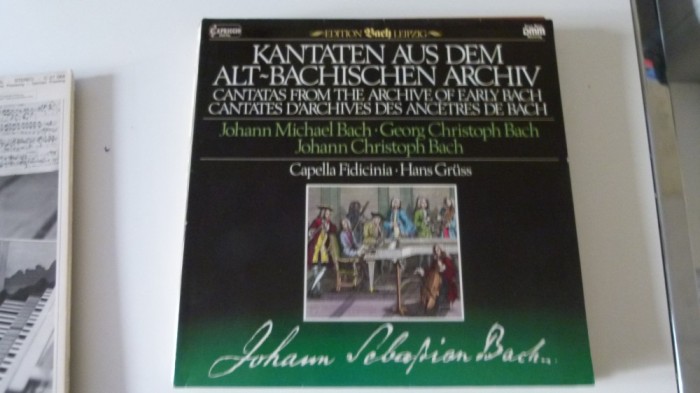 CAPRICCIO
EDITION Bach LEIPZIG
DMM
KANTATEN AUS DEM
ALT-BACHISCHEN ARCHIV
CANTATAS FROM THE ARCHIVE OF EARLY BACH
CANTATES D'ARCHIVES DES ANCÊTRES DE BACH
Johann Michael Bach · Georg Christoph Bach
Johann Christoph Bach
Capella Fidicinia · Hans Grüss
Johann Sebastian Bach